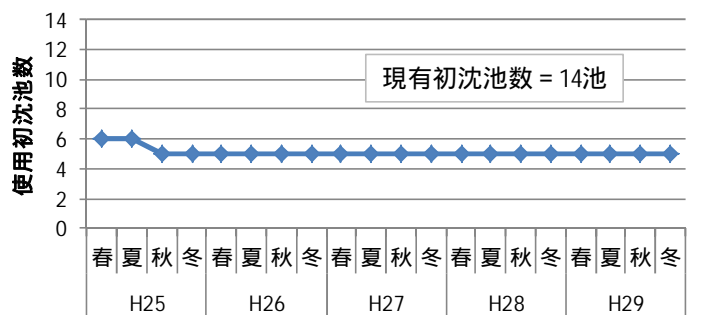 14
12
10
8
6
4
2
0
使用初沈池数
現有初沈池数 = 14池
春 夏 秋 冬 春 夏 秋 冬 春 夏 秋 冬 春 夏 秋 冬 春 夏 秋 冬
H25 H26 H27 H28 H29